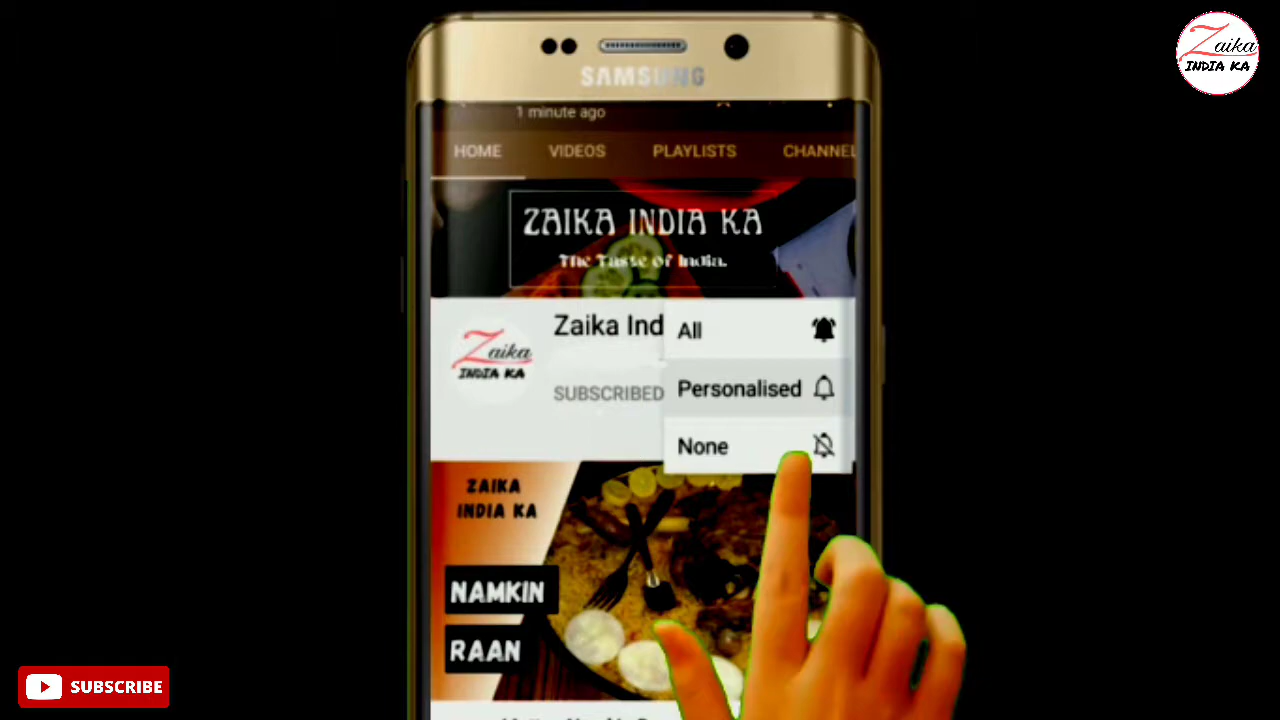 Zaika
INDIA KA
SAMSUNG
1 minute ago
HOME VIDEOS PLAYLISTS CHANNEL
ZAIKA INDIA KA
The Taste of India.
Zaika Ind
All
Zaika
INDIA KA
SUBSCRIBED
Personalised
None
ZAIKA
INDIA KA
NAMKIN
RAAN
SUBSCRIBE